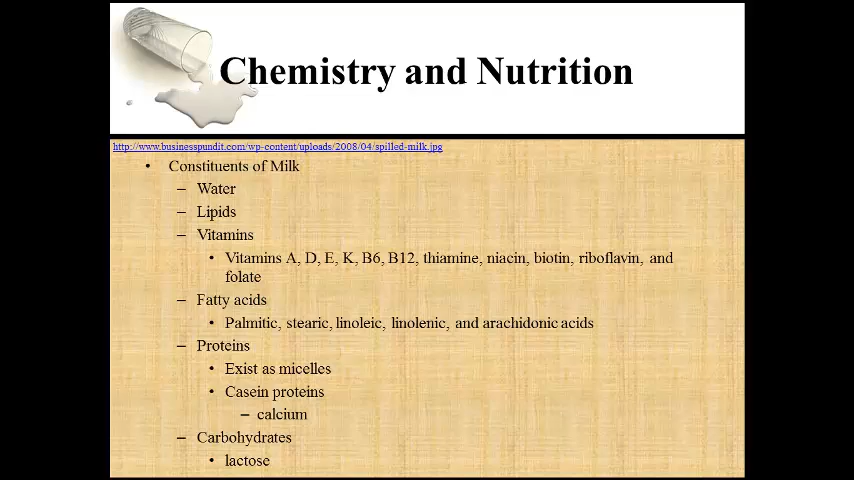 Chemistry and Nutrition
http://www.businesspundit.com/wp-content/uploads/2008/04/spilled-milk.jpg
• Constituents of Milk
– Water
– Lipids
– Vitamins
• Vitamins A, D, E, K, B6, B12, thiamine, niacin, biotin, riboflavin, and
folate
– Fatty acids
• Palmitic, stearic, linoleic, linolenic, and arachidonic acids
– Proteins
• Exist as micelles
• Casein proteins
– calcium
– Carbohydrates
• lactose